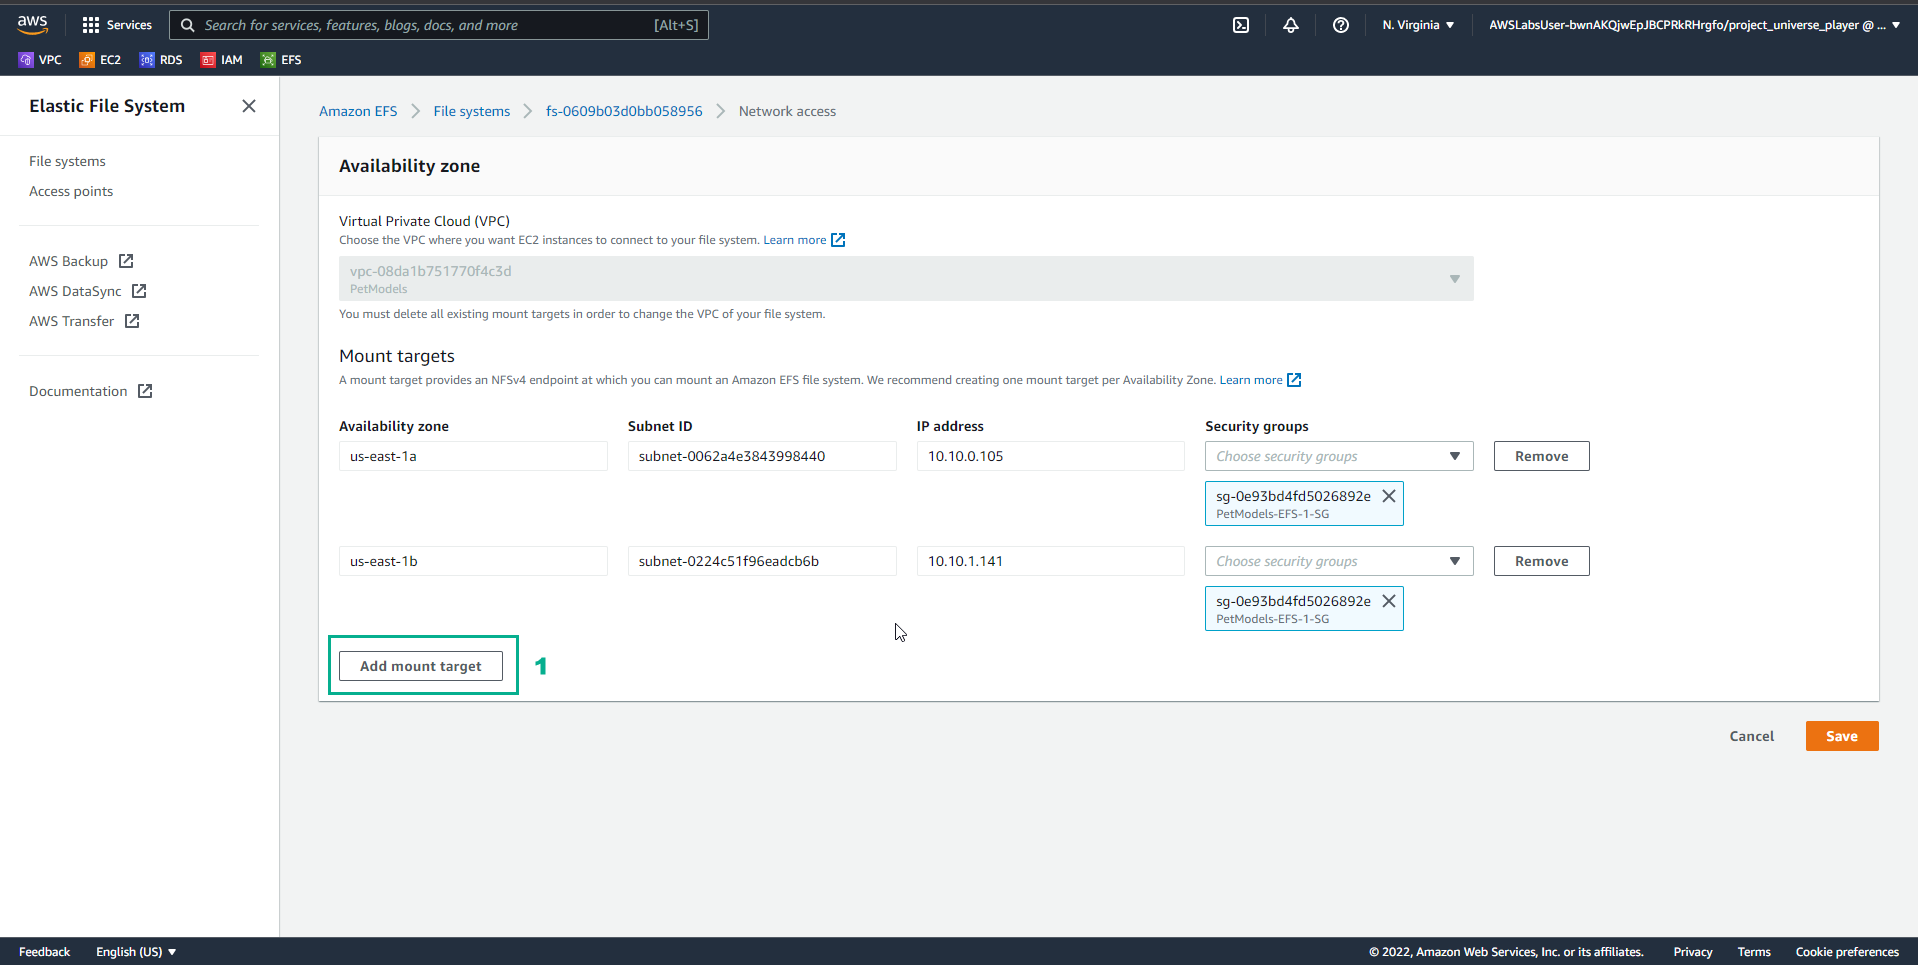 aws
Services
Search for services, features, blogs, docs, and more
[Alt+S]
N. Virginia
AWSLabsUser-bwnAKQjwEpJBCPRkRHrgfo/project_universe_player @ ...
VPC
EC2
RDS
IAM
EFS
Elastic File System
File systems
Access points
AWS Backup
AWS DataSync
AWS Transfer
Documentation
Amazon EFS
File systems
fs-0609b03d0bb058956
Network access
Availability zone
Virtual Private Cloud (VPC)
Choose the VPC where you want EC2 instances to connect to your file system. Learn more
vpc-08da1b751770f4c3d
PetModels
You must delete all existing mount targets in order to change the VPC of your file system.
Mount targets
A mount target provides an NFSv4 endpoint at which you can mount an Amazon EFS file system. We recommend creating one mount target per Availability Zone. Learn more
Availability zone
Subnet ID
IP address
Security groups
us-east-1a
subnet-0062a4e3843998440
10.10.0.105
Choose security groups
Remove
sg-0e93bd4fd5026892e
PetModels-EFS-1-SG
us-east-1b
subnet-0224c51f96eadcb6b
10.10.1.141
Choose security groups
Remove
sg-0e93bd4fd5026892e
PetModels-EFS-1-SG
Add mount target
1
Cancel
Save
Feedback
English (US)
© 2022, Amazon Web Services, Inc. or its affiliates.
Privacy
Terms
Cookie preferences